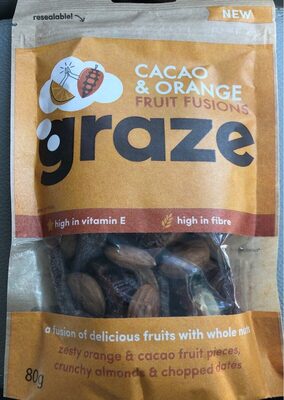 resealable!
NEW
CACAO
& ORANGE
FRUIT FUSIONS
graze
high in vitamin E
high in fibre
a fusion of delicious fruits with whole nuts
zesty orange & cacao fruit pieces,
crunchy almonds & chopped dates
80g